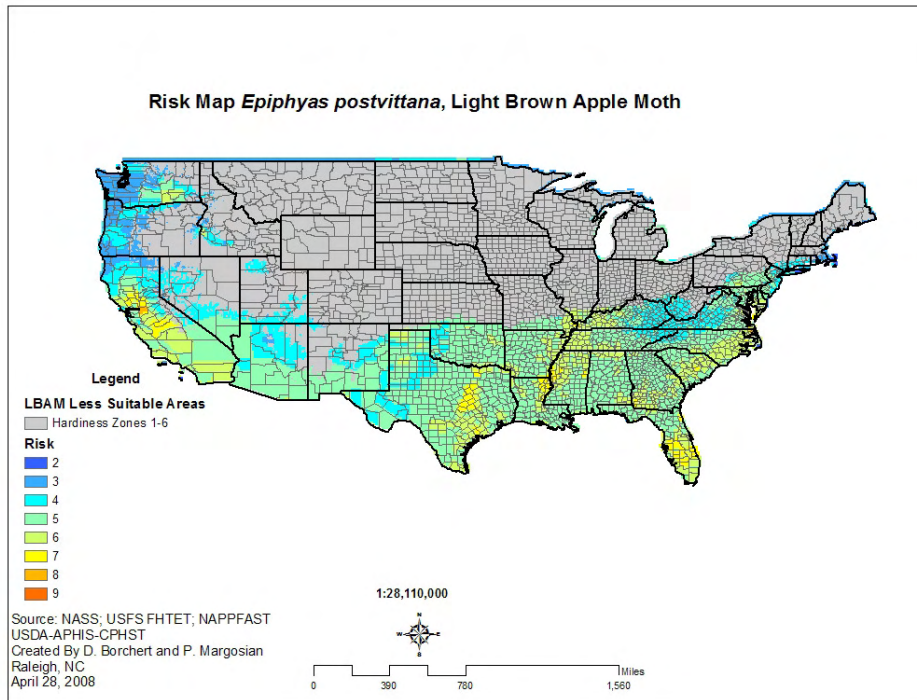 Risk Map Epiphyas postvittana, Light Brown Apple Moth
Legend
LBAM Less Suitable Areas
Hardiness Zones 1-6
Risk
2
3
4
5
6
7
8
9
1:28,110,000
N
W E
S
Miles
0 390 780 1,560
Source: NASS; USFS FHTET; NAPPFAST
USDA-APHIS-CPHST
Created By D. Borchert and P. Margosian
Raleigh, NC
April 28, 2008